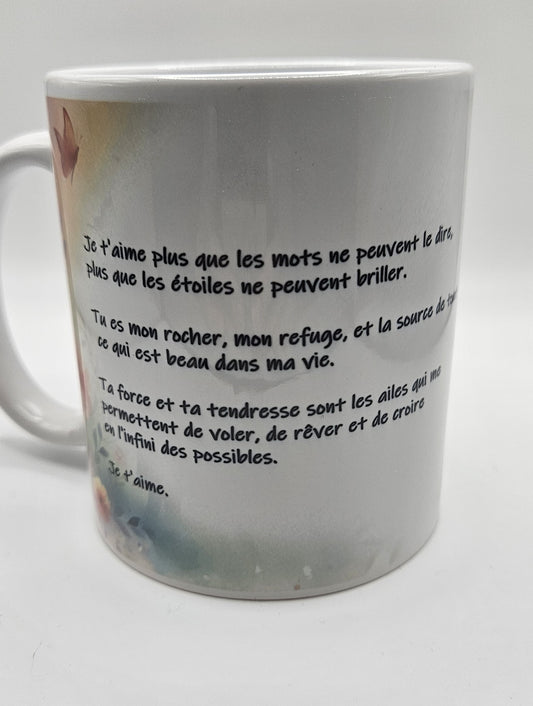 Je t'aime plus que les mots ne peuvent le dire,
plus que les étoiles ne peuvent briller.
Tu es mon rocher, mon refuge, et la source de
ce qui est beau dans ma vie.
Ta force et ta tendresse sont les ailes qui me
permettent de voler, de rêver et de croire
en l'infini des possibles.
Je t'aime.